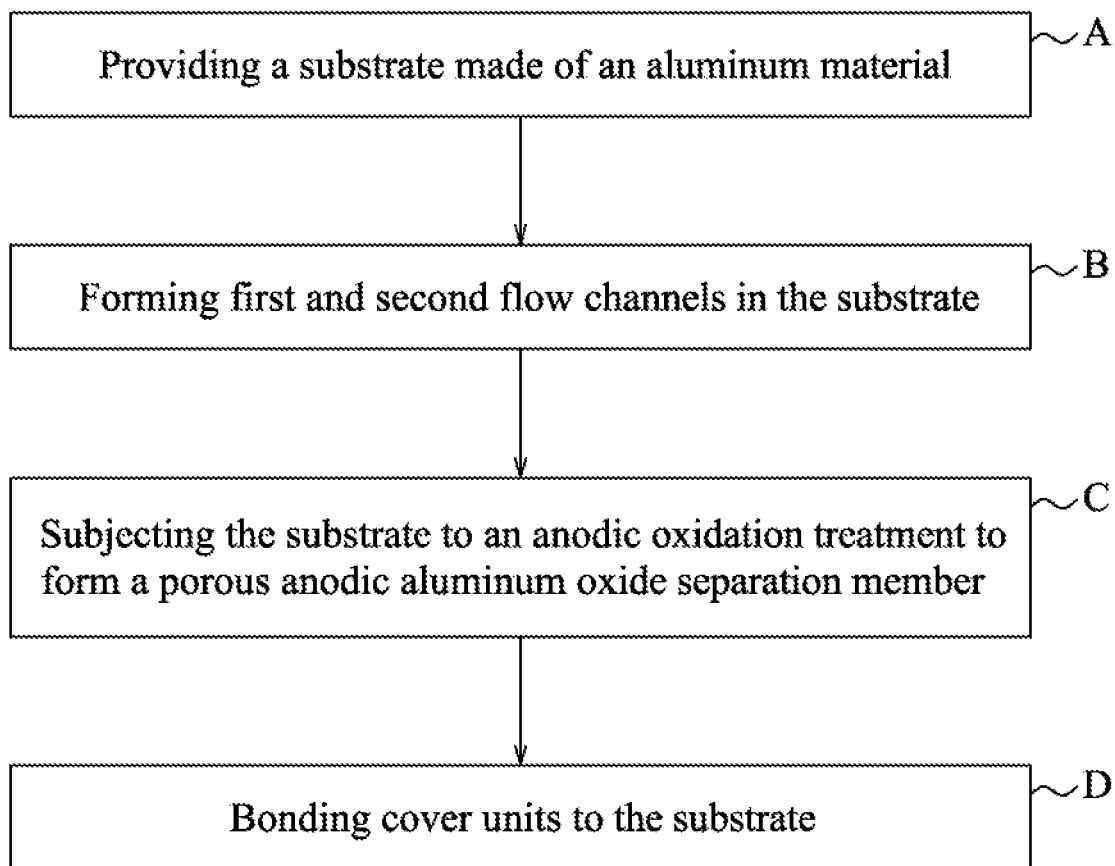 A
Providing a substrate made of an aluminum material
B
Forming first and second flow channels in the substrate
C
Subjecting the substrate to an anodic oxidation treatment to
form a porous anodic aluminum oxide separation member
D
Bonding cover units to the substrate